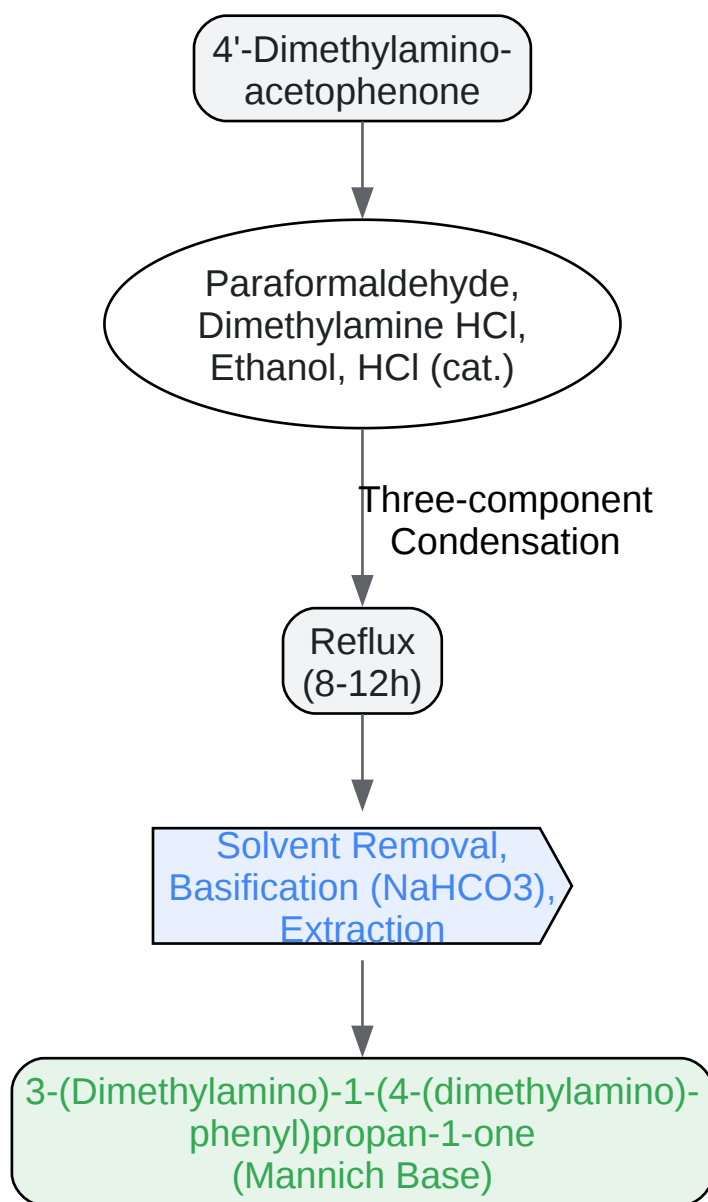 4'-Dimethylamino-
acetophenone
Paraformaldehyde,
Dimethylamine HCl,
Ethanol, HCl (cat.)
Three-component
Condensation
Reflux
(8-12h)
Solvent Removal,
Basification (NaHCO3),
Extraction
3-(Dimethylamino)-1-(4-(dimethylamino)-
phenyl)propan-1-one
(Mannich Base)